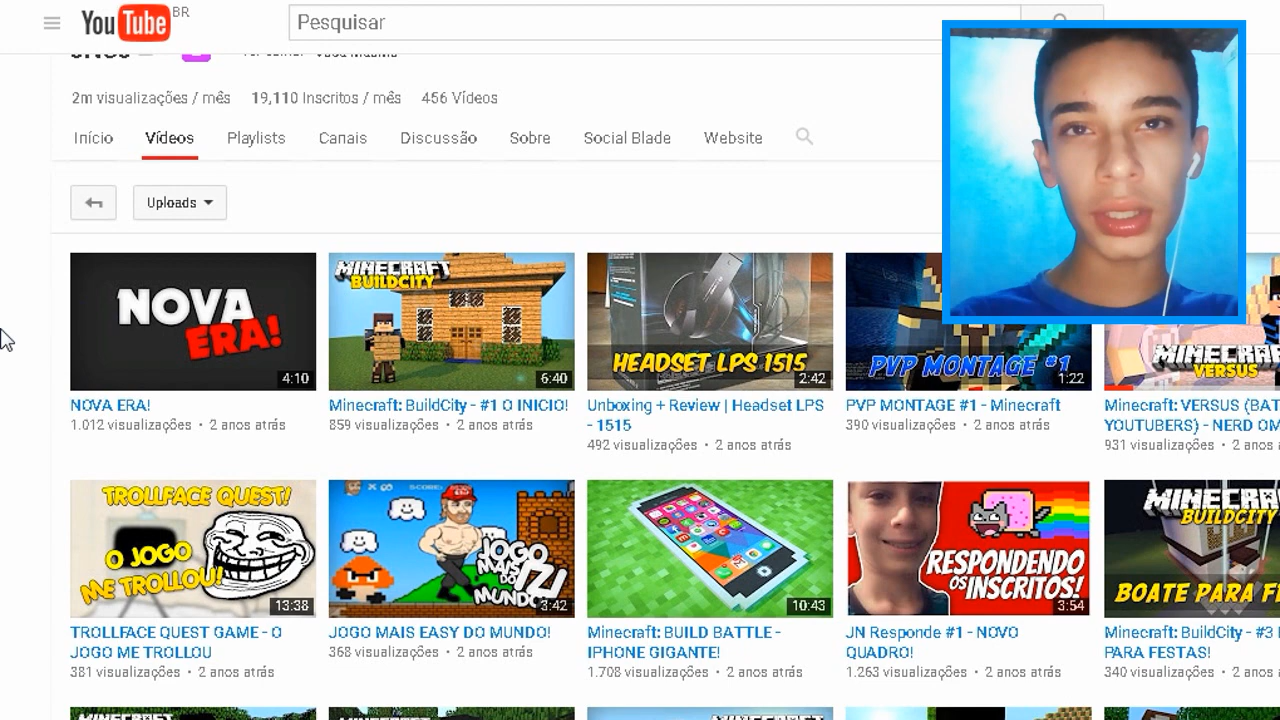 YouTube BR
Pesquisar
2m visualizações / mês 19,110 Inscritos / mês 456 Vídeos
Início Vídeos Playlists Canais Discussão Sobre Social Blade Website
Uploads
NOVA
ERA!
4:10
MINECRAFT
BUILDCITY
6:40
HEADSET LPS 1515
2:42
PVP MONTAGE #1
1:22
MINECRAF
VERSUS
NOVA ERA!
1.012 visualizações • 2 anos atrás
Minecraft: BuildCity - #1 O INICIO!
859 visualizações • 2 anos atrás
Unboxing + Review | Headset LPS
- 1515
492 visualizações • 2 anos atrás
PVP MONTAGE #1 - Minecraft
390 visualizações • 2 anos atrás
Minecraft: VERSUS (BAT
YOUTUBERS) - NERD OM
931 visualizações • 2 an
TROLLFACE QUEST!
O JOGO
ME TROLLOU!
13:38
SCORE:
X 60
JOGO
MAIS
DO
MUNDO
3:42
10:43
RESPONDENDO
OS INSCRITOS!
3:54
MINECRA
BUILDCITY
BOATE PARA FE
TROLLFACE QUEST GAME - O
JOGO ME TROLLOU
381 visualizações • 2 anos atrás
JOGO MAIS EASY DO MUNDO!
368 visualizações • 2 anos atrás
Minecraft: BUILD BATTLE -
IPHONE GIGANTE!
1.708 visualizações • 2 anos atrás
JN Responde #1 - NOVO
QUADRO!
1.263 visualizações • 2 anos atrás
Minecraft: BuildCity - #3
PARA FESTAS!
340 visualizações • 2 ano